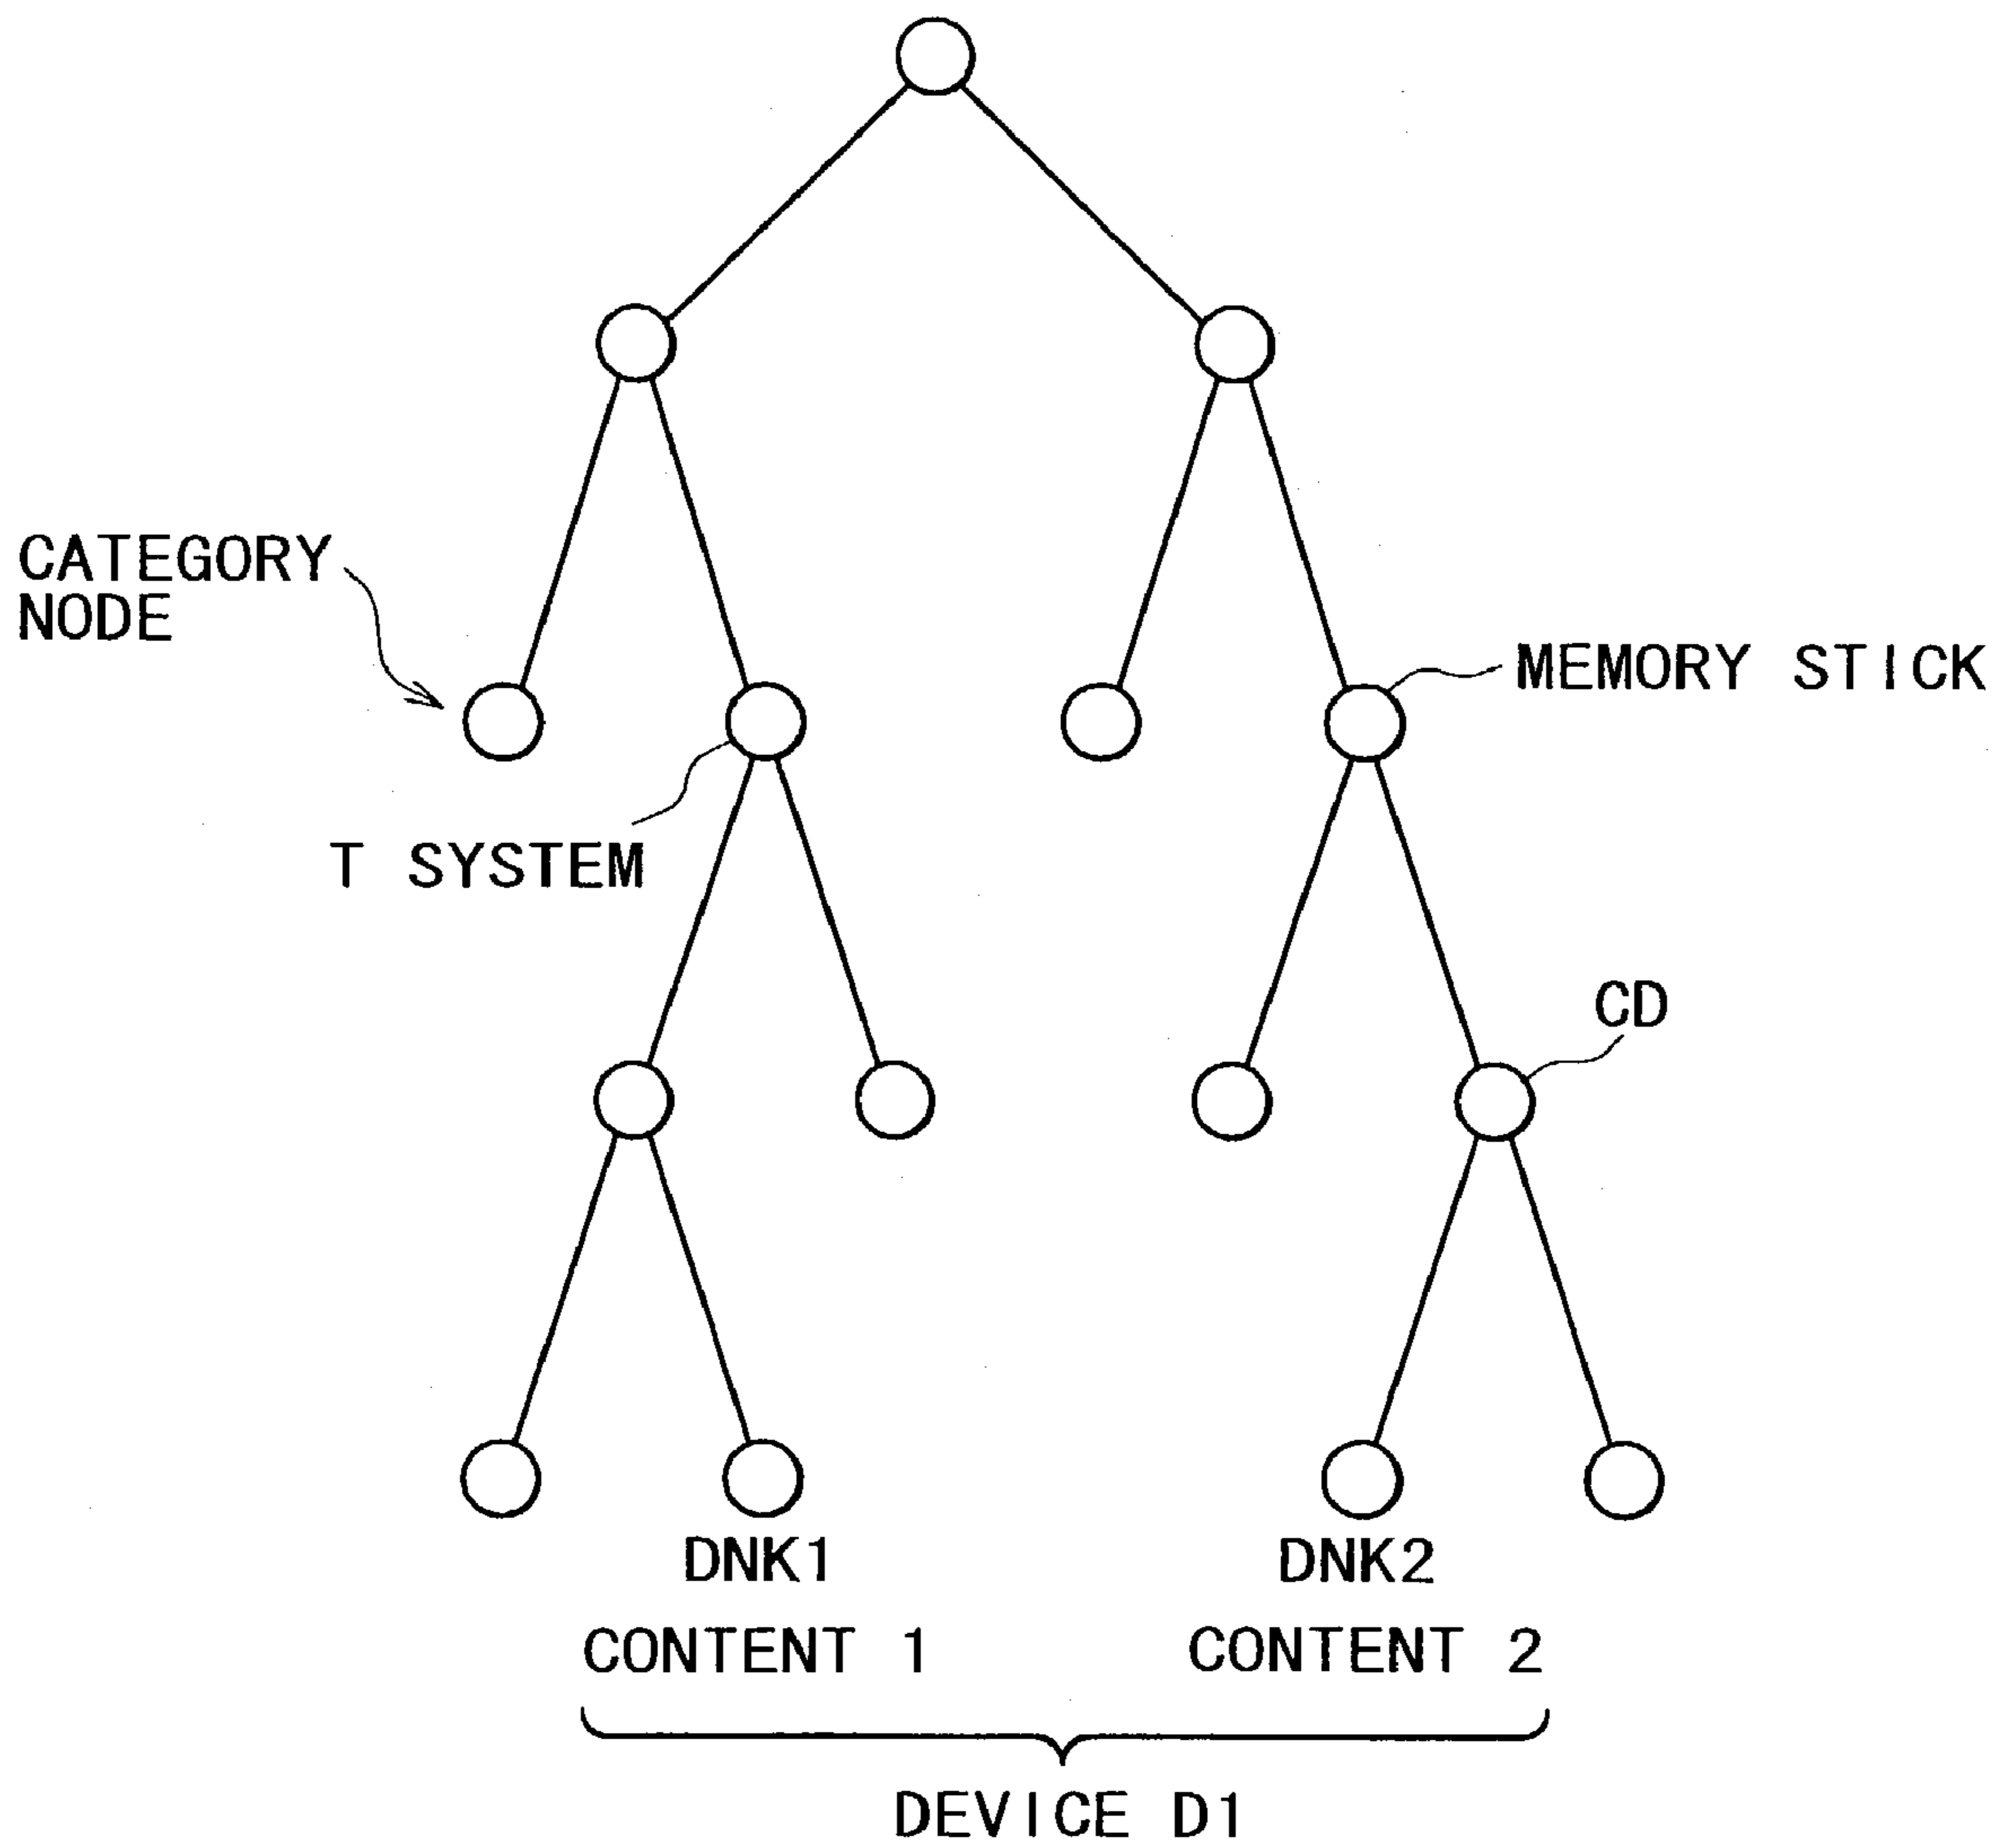 CATEGORY
NODE
MEMORY STICK
T SYSTEM
CD
DNK1
DNK2
CONTENT 1
CONTENT 2
DEVICE D1